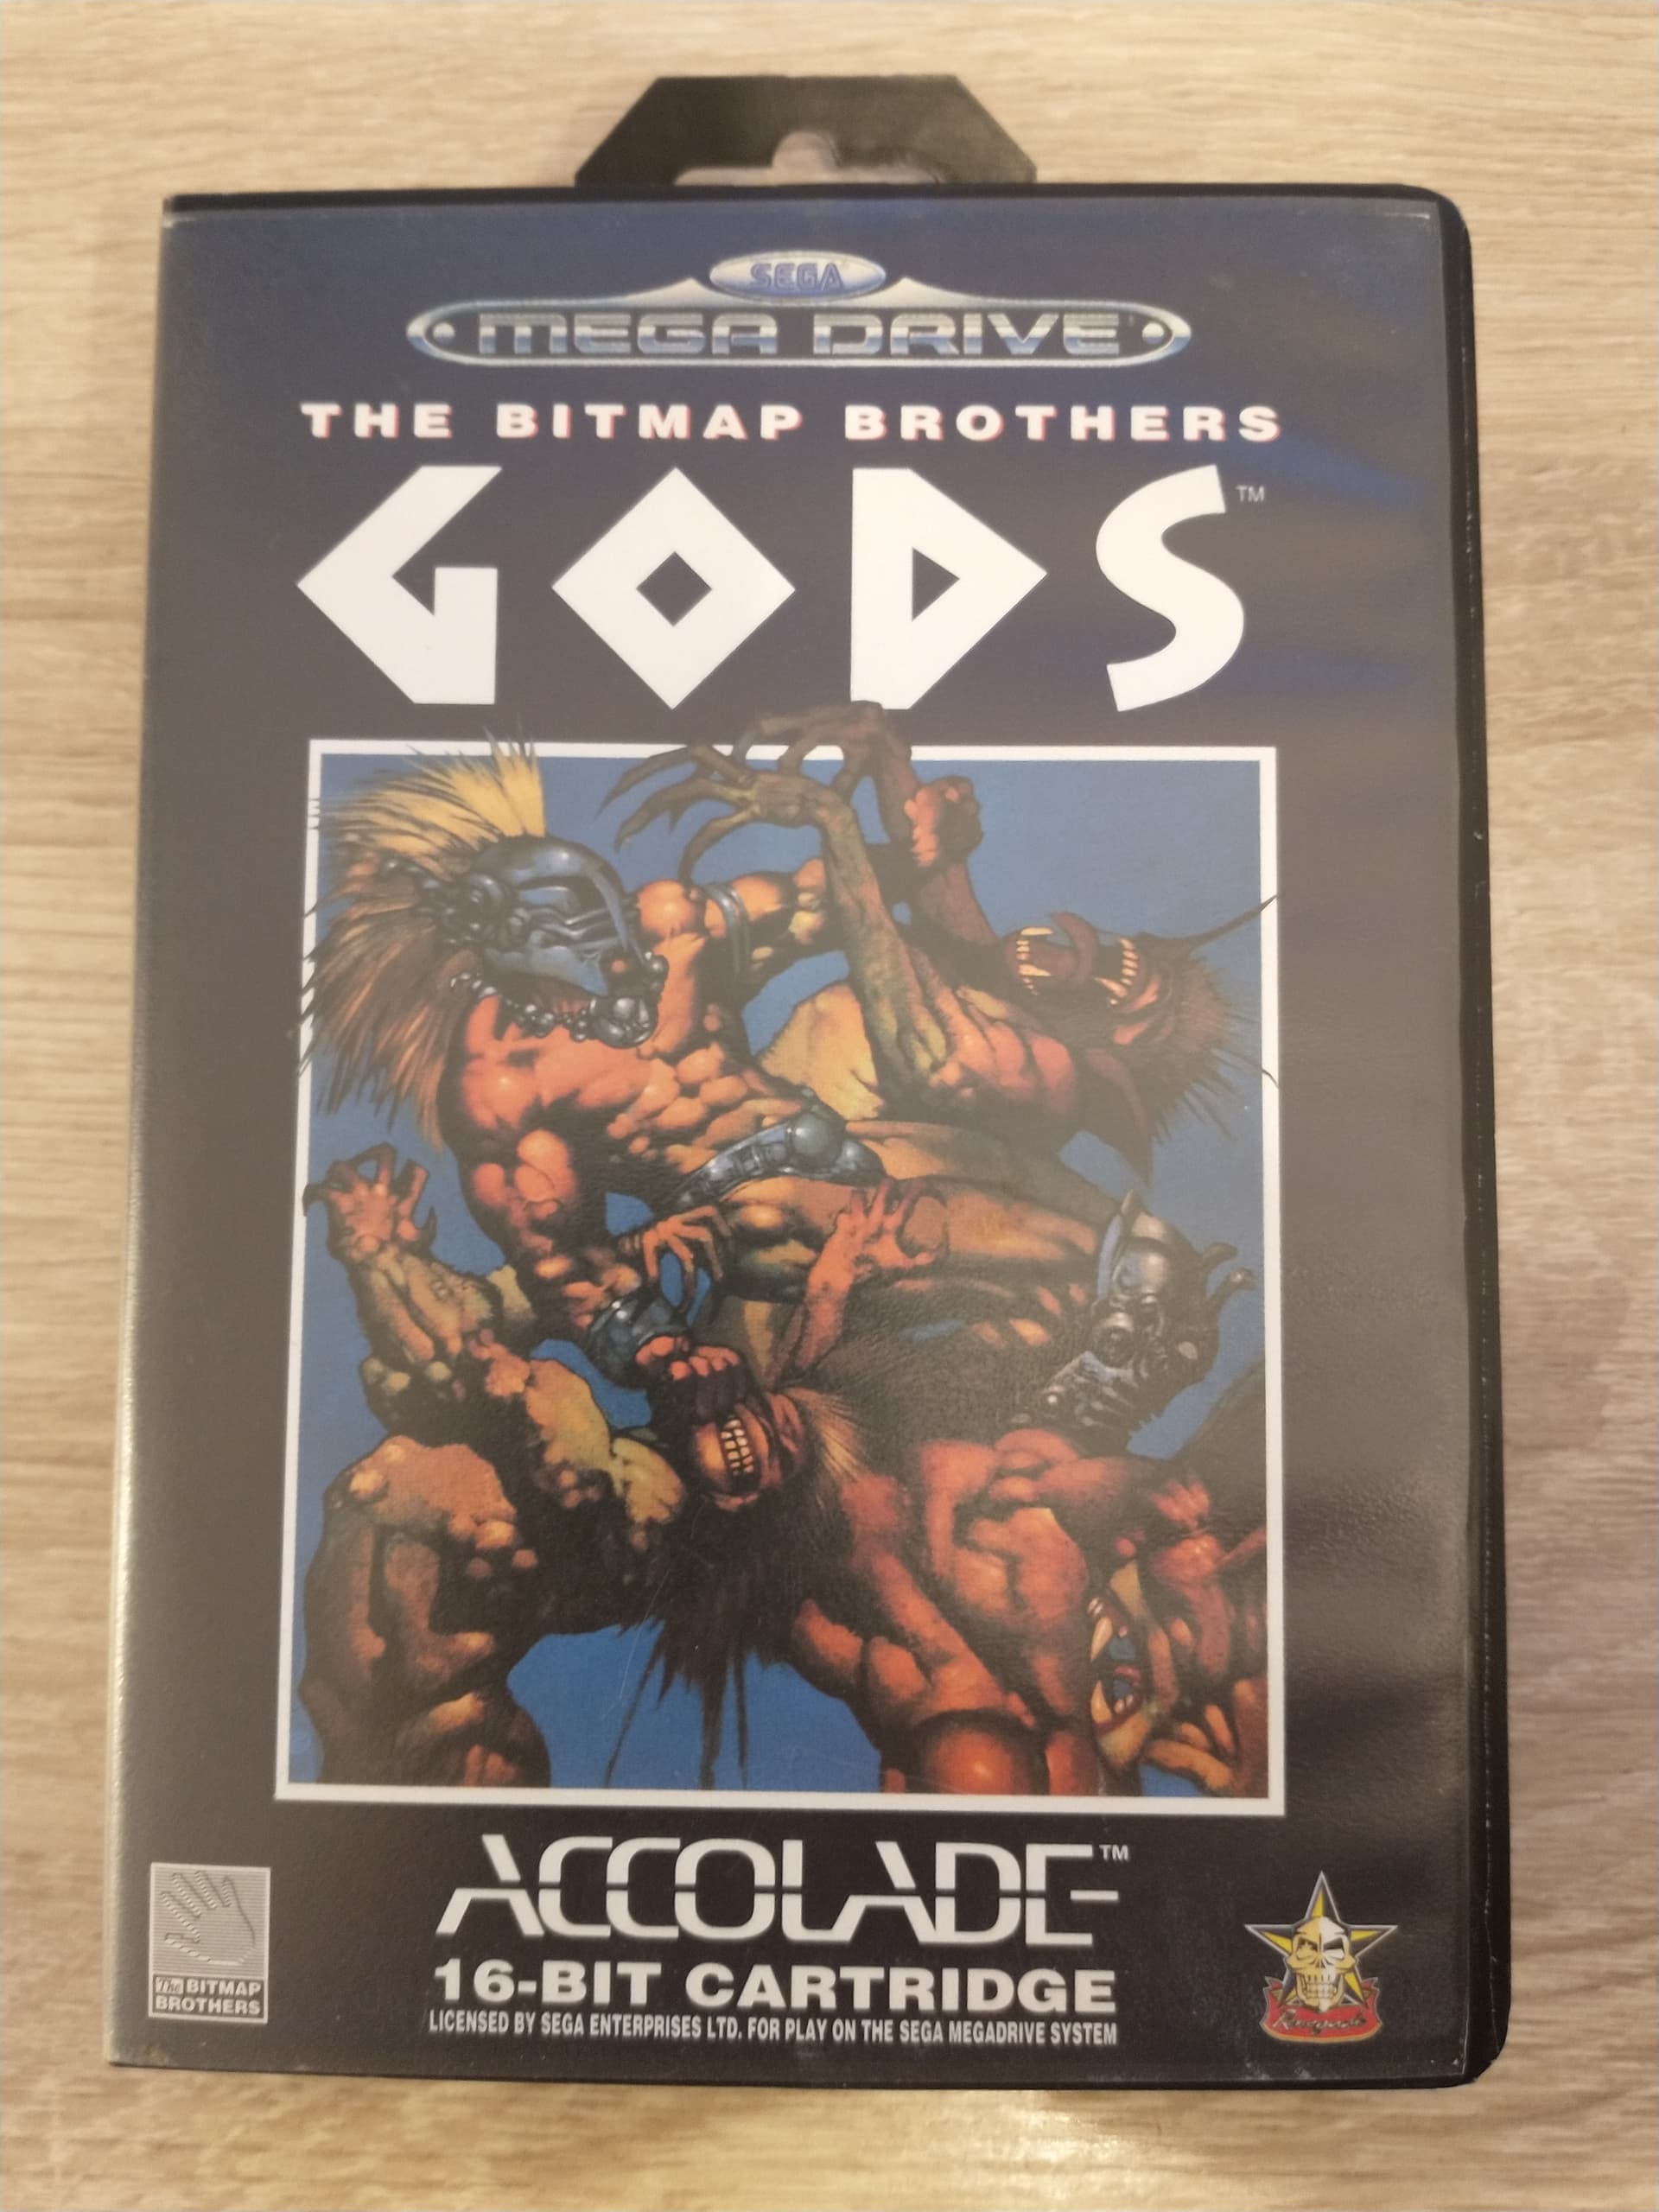 SEGA
MEGA DRIVE
THE BITMAP BROTHERS
GODS™
ACCOLADE™
16-BIT CARTRIDGE
LICENSED BY SEGA ENTERPRISES LTD. FOR PLAY ON THE SEGA MEGADRIVE SYSTEM
The BITMAP
BROTHERS
Renegade